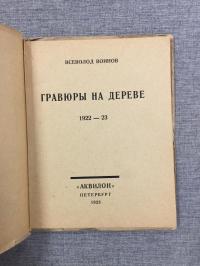 ВСЕВОЛОД ВОИНОВ
ГРАВЮРЫ НА ДЕРЕВЕ
1922 — 23
«АКВИЛОН»
ПЕТЕРБУРГ
1923